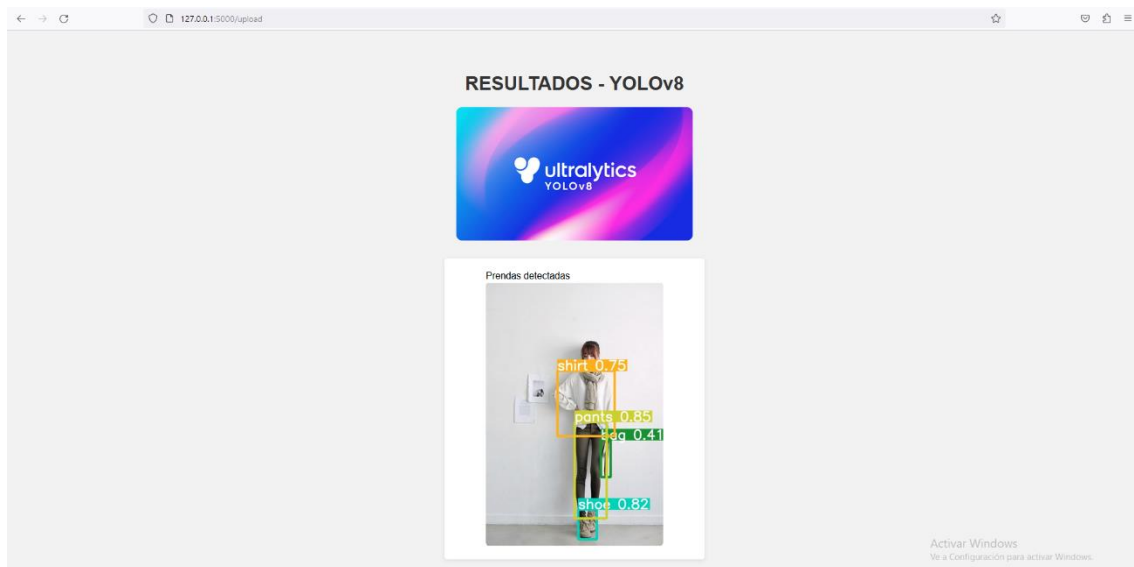 127.0.0.1:5000/upload
RESULTADOS - YOLOv8
ultralytics
YOLOv8
Prendas detectadas
shirt 0.75
pants 0.85
bag 0.41
shoe 0.82
Activar Windows
Ve a Configuración para activar Windows.